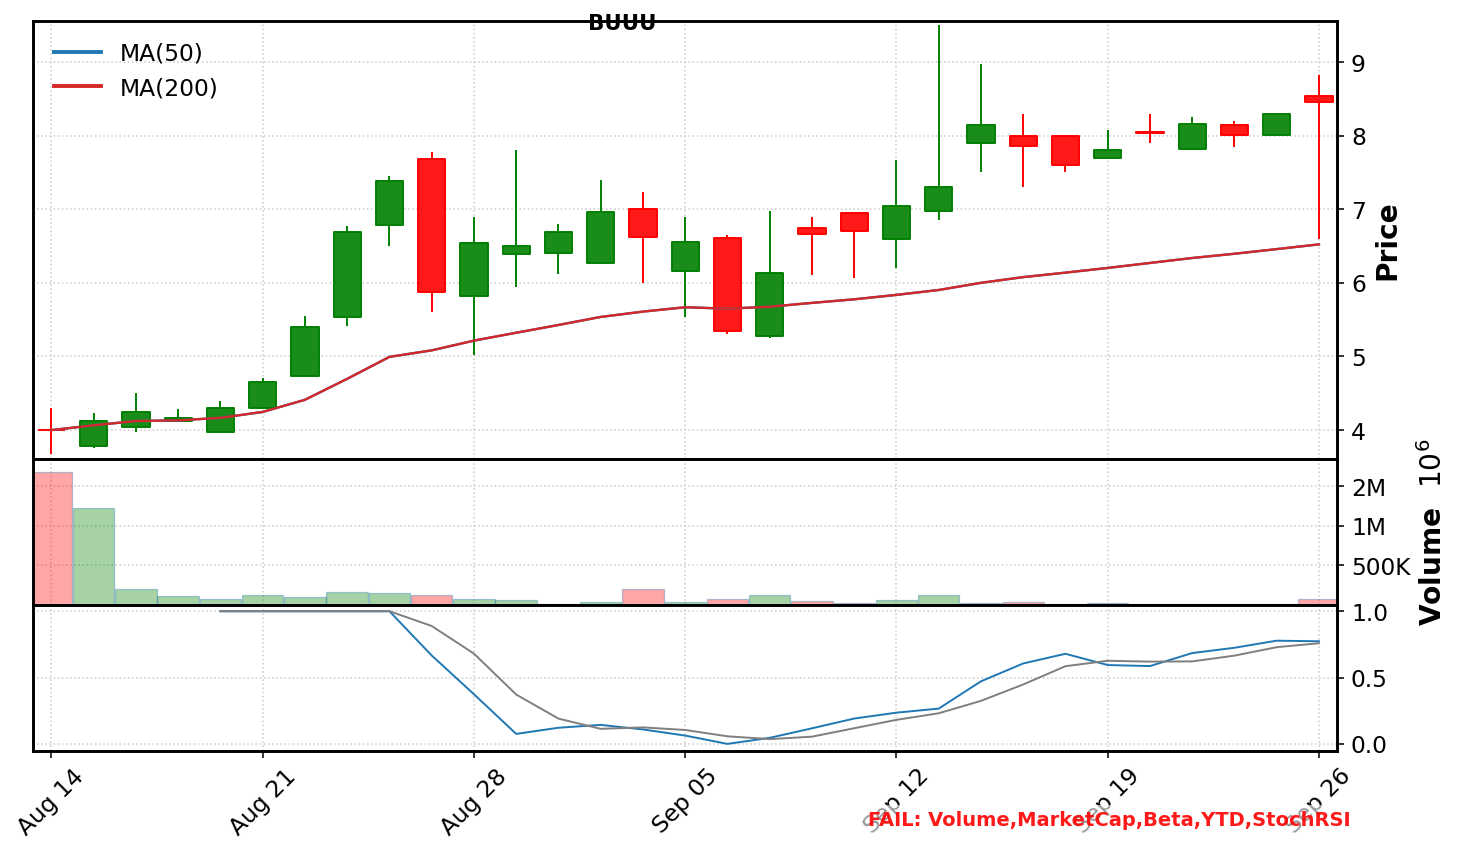 BUUU
MA(50)
MA(200)
9
8
7
6
5
4
Price
2M
1M
500K
Volume 10^6
1.0
0.5
0.0
Aug 14
Aug 21
Aug 28
Sep 05
Sep 12
Sep 19
Sep 26
FAIL: Volume,MarketCap,Beta,YTD,StochRSI